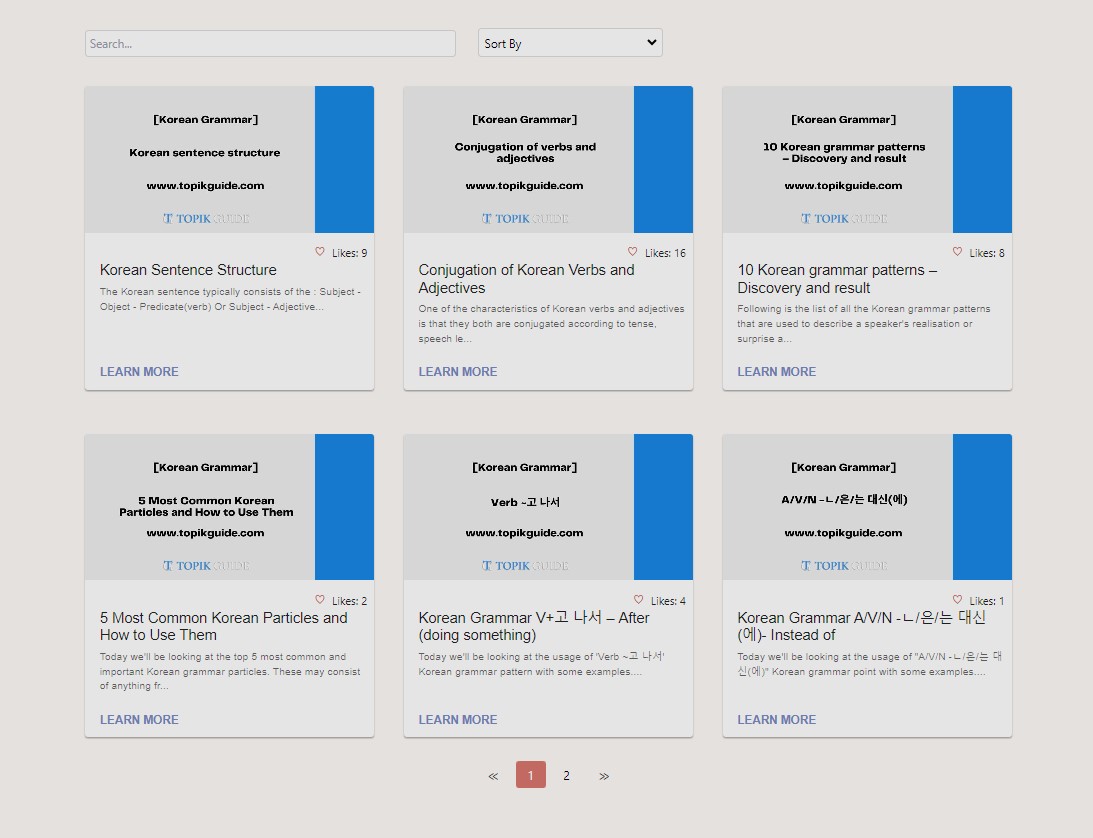 Search...
Sort By
[Korean Grammar]
Korean sentence structure
www.topikguide.com
TOPIK GUIDE
Likes: 9
Korean Sentence Structure
The Korean sentence typically consists of the : Subject -
Object - Predicate(verb) Or Subject - Adjective...
LEARN MORE
[Korean Grammar]
Conjugation of verbs and
adjectives
www.topikguide.com
TOPIK GUIDE
Likes: 16
Conjugation of Korean Verbs and
Adjectives
One of the characteristics of Korean verbs and adjectives
is that they both are conjugated according to tense,
speech le...
LEARN MORE
[Korean Grammar]
10 Korean grammar patterns
– Discovery and result
www.topikguide.com
TOPIK GUIDE
Likes: 8
10 Korean grammar patterns –
Discovery and result
Following is the list of all the Korean grammar patterns
that are used to describe a speaker's realisation or
surprise a...
LEARN MORE
[Korean Grammar]
5 Most Common Korean
Particles and How to Use Them
www.topikguide.com
TOPIK GUIDE
Likes: 2
5 Most Common Korean Particles and
How to Use Them
Today we'll be looking at the top 5 most common and
important Korean grammar particles. These may consist
of anything fr...
LEARN MORE
[Korean Grammar]
Verb ~고 나서
www.topikguide.com
TOPIK GUIDE
Likes: 4
Korean Grammar V+고 나서 – After
(doing something)
Today we'll be looking at the usage of 'Verb ~고 나서'
Korean grammar pattern with some examples....
LEARN MORE
[Korean Grammar]
A/V/N -ㄴ/은/는 대신(에)
www.topikguide.com
TOPIK GUIDE
Likes: 1
Korean Grammar A/V/N -ㄴ/은/는 대신
(에)- Instead of
Today we'll be looking at the usage of "A/V/N -ㄴ/은/는 대
신(에)" Korean grammar point with some examples....
LEARN MORE
« 1 2 »